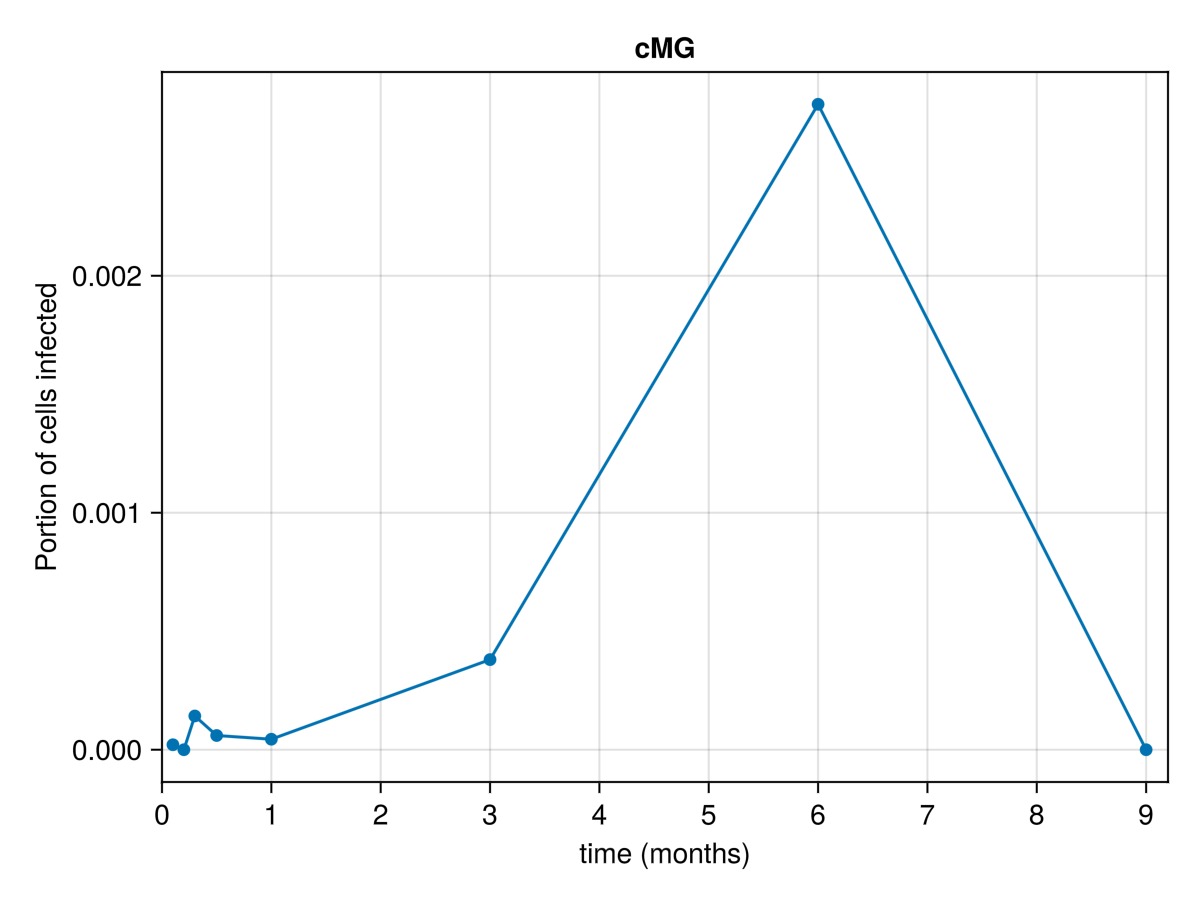 cMG
Portion of cells infected
0.002
0.001
0.000
0 1 2 3 4 5 6 7 8 9
time (months)